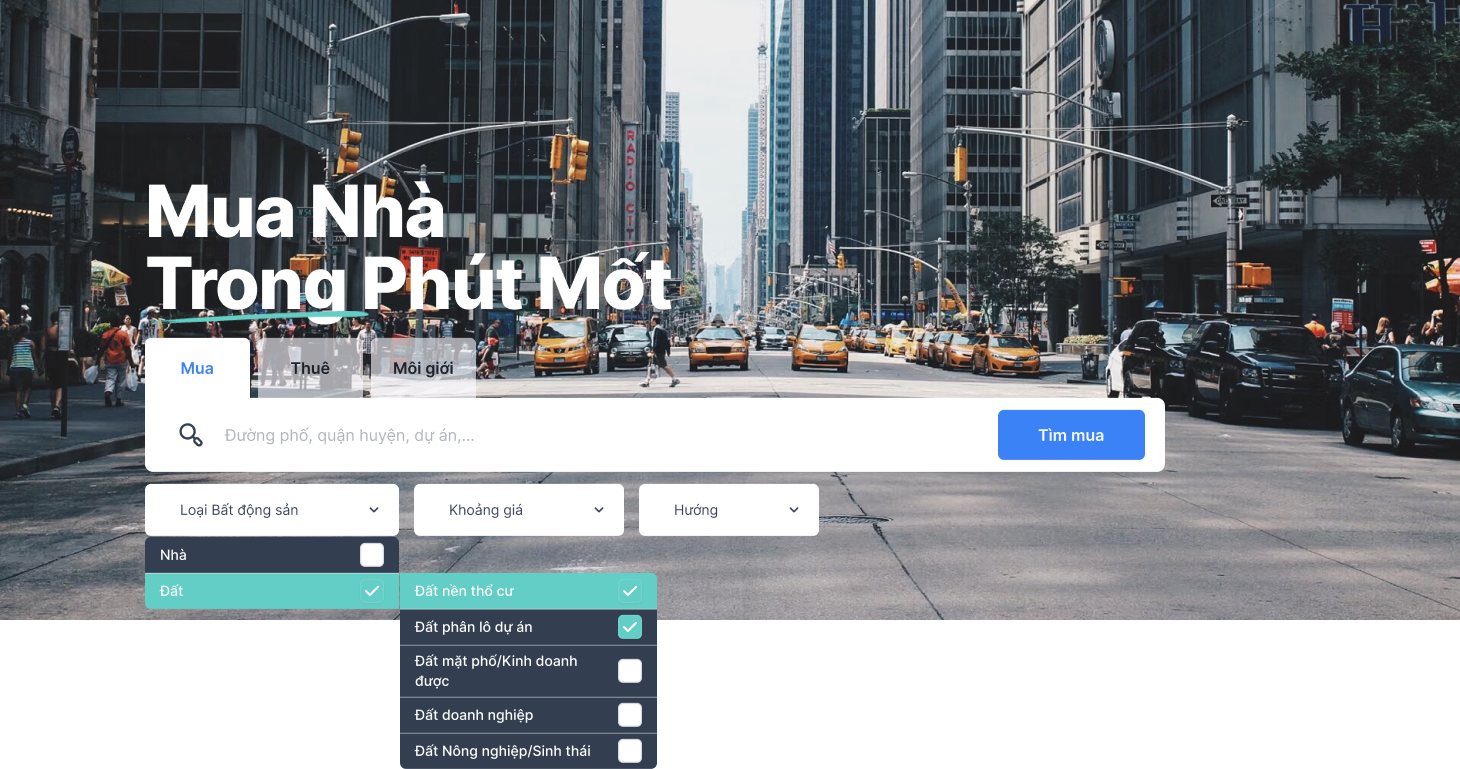 RADIO CITY
Mua Nhà
Trong Phút Một
Mua
Thuê
Môi giới
Đường phố, quận huyện, dự án,...
Tìm mua
Loại Bất động sản
Khoảng giá
Hướng
Nhà
Đất
Đất nền thổ cư
Đất phân lô dự án
Đất mặt phố/Kinh doanh
được
Đất doanh nghiệp
Đất Nông nghiệp/Sinh thái